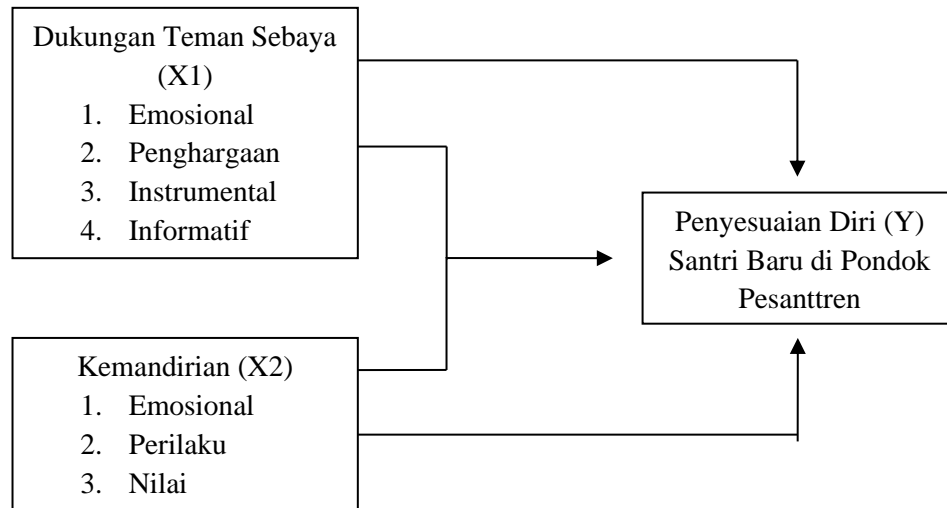 Dukungan Teman Sebaya
(X1)
1. Emosional
2. Penghargaan
3. Instrumental
4. Informatif
Penyesuaian Diri (Y)
Santri Baru di Pondok
Pesanttren
Kemandirian (X2)
1. Emosional
2. Perilaku
3. Nilai